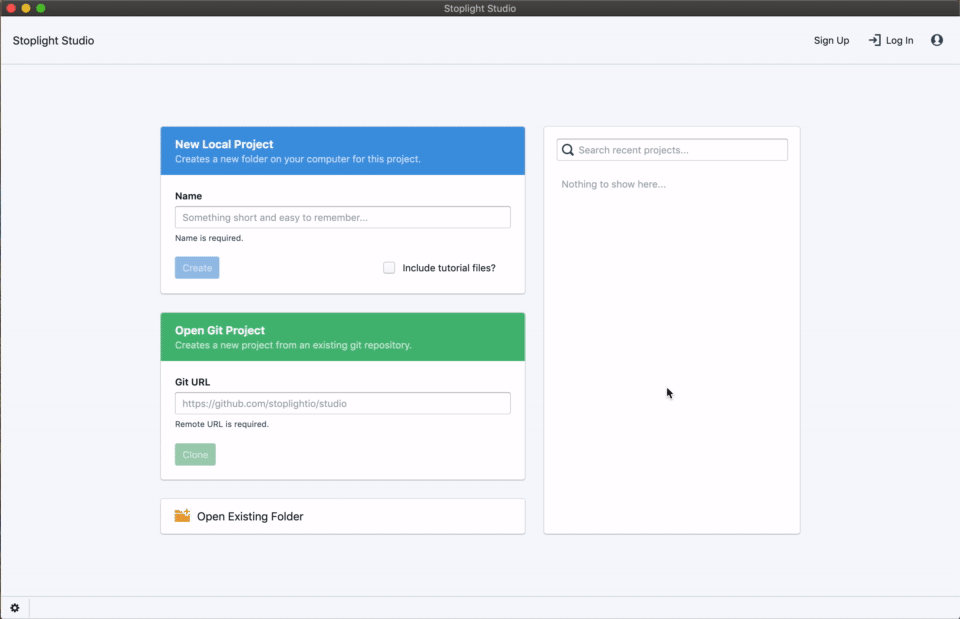 Stoplight Studio
Stoplight Studio
Sign Up
Log In
New Local Project
Creates a new folder on your computer for this project.
Name
Something short and easy to remember...
Name is required.
Create
Include tutorial files?
Open Git Project
Creates a new project from an existing git repository.
Git URL
https://github.com/stoplightio/studio
Remote URL is required.
Clone
Open Existing Folder
Search recent projects...
Nothing to show here...